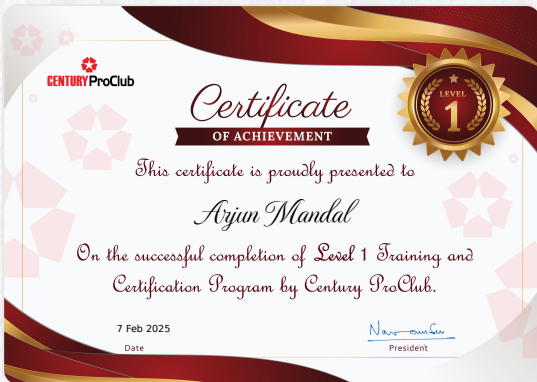 CENTURY ProClub
LEVEL
1
Certificate
OF ACHIEVEMENT
This certificate is proudly presented to
Arjun Mandal
On the successful completion of Level 1 Training and
Certification Program by Century ProClub.
7 Feb 2025
Date
President